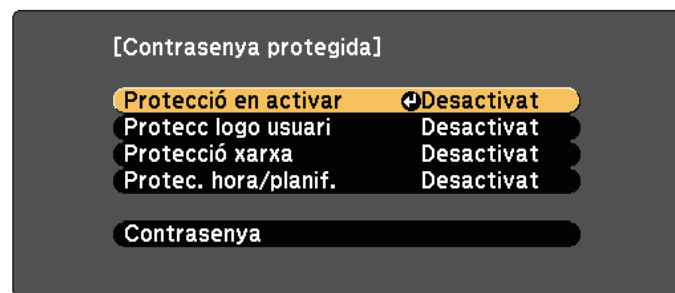 [Contrasenya protegida]
Protecció en activar Desactivat
Protecc logo usuari Desactivat
Protecció xarxa Desactivat
Protec. hora/planif. Desactivat
Contrasenya